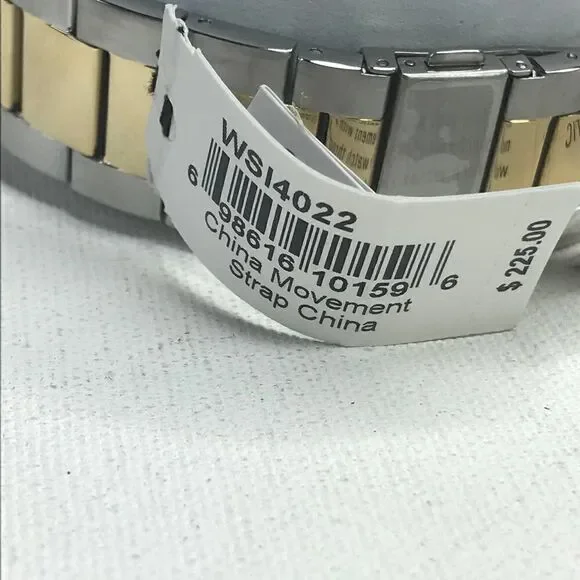 WSI4022
6 98616 10159 6
China Movement
Strap China
$ 225.00